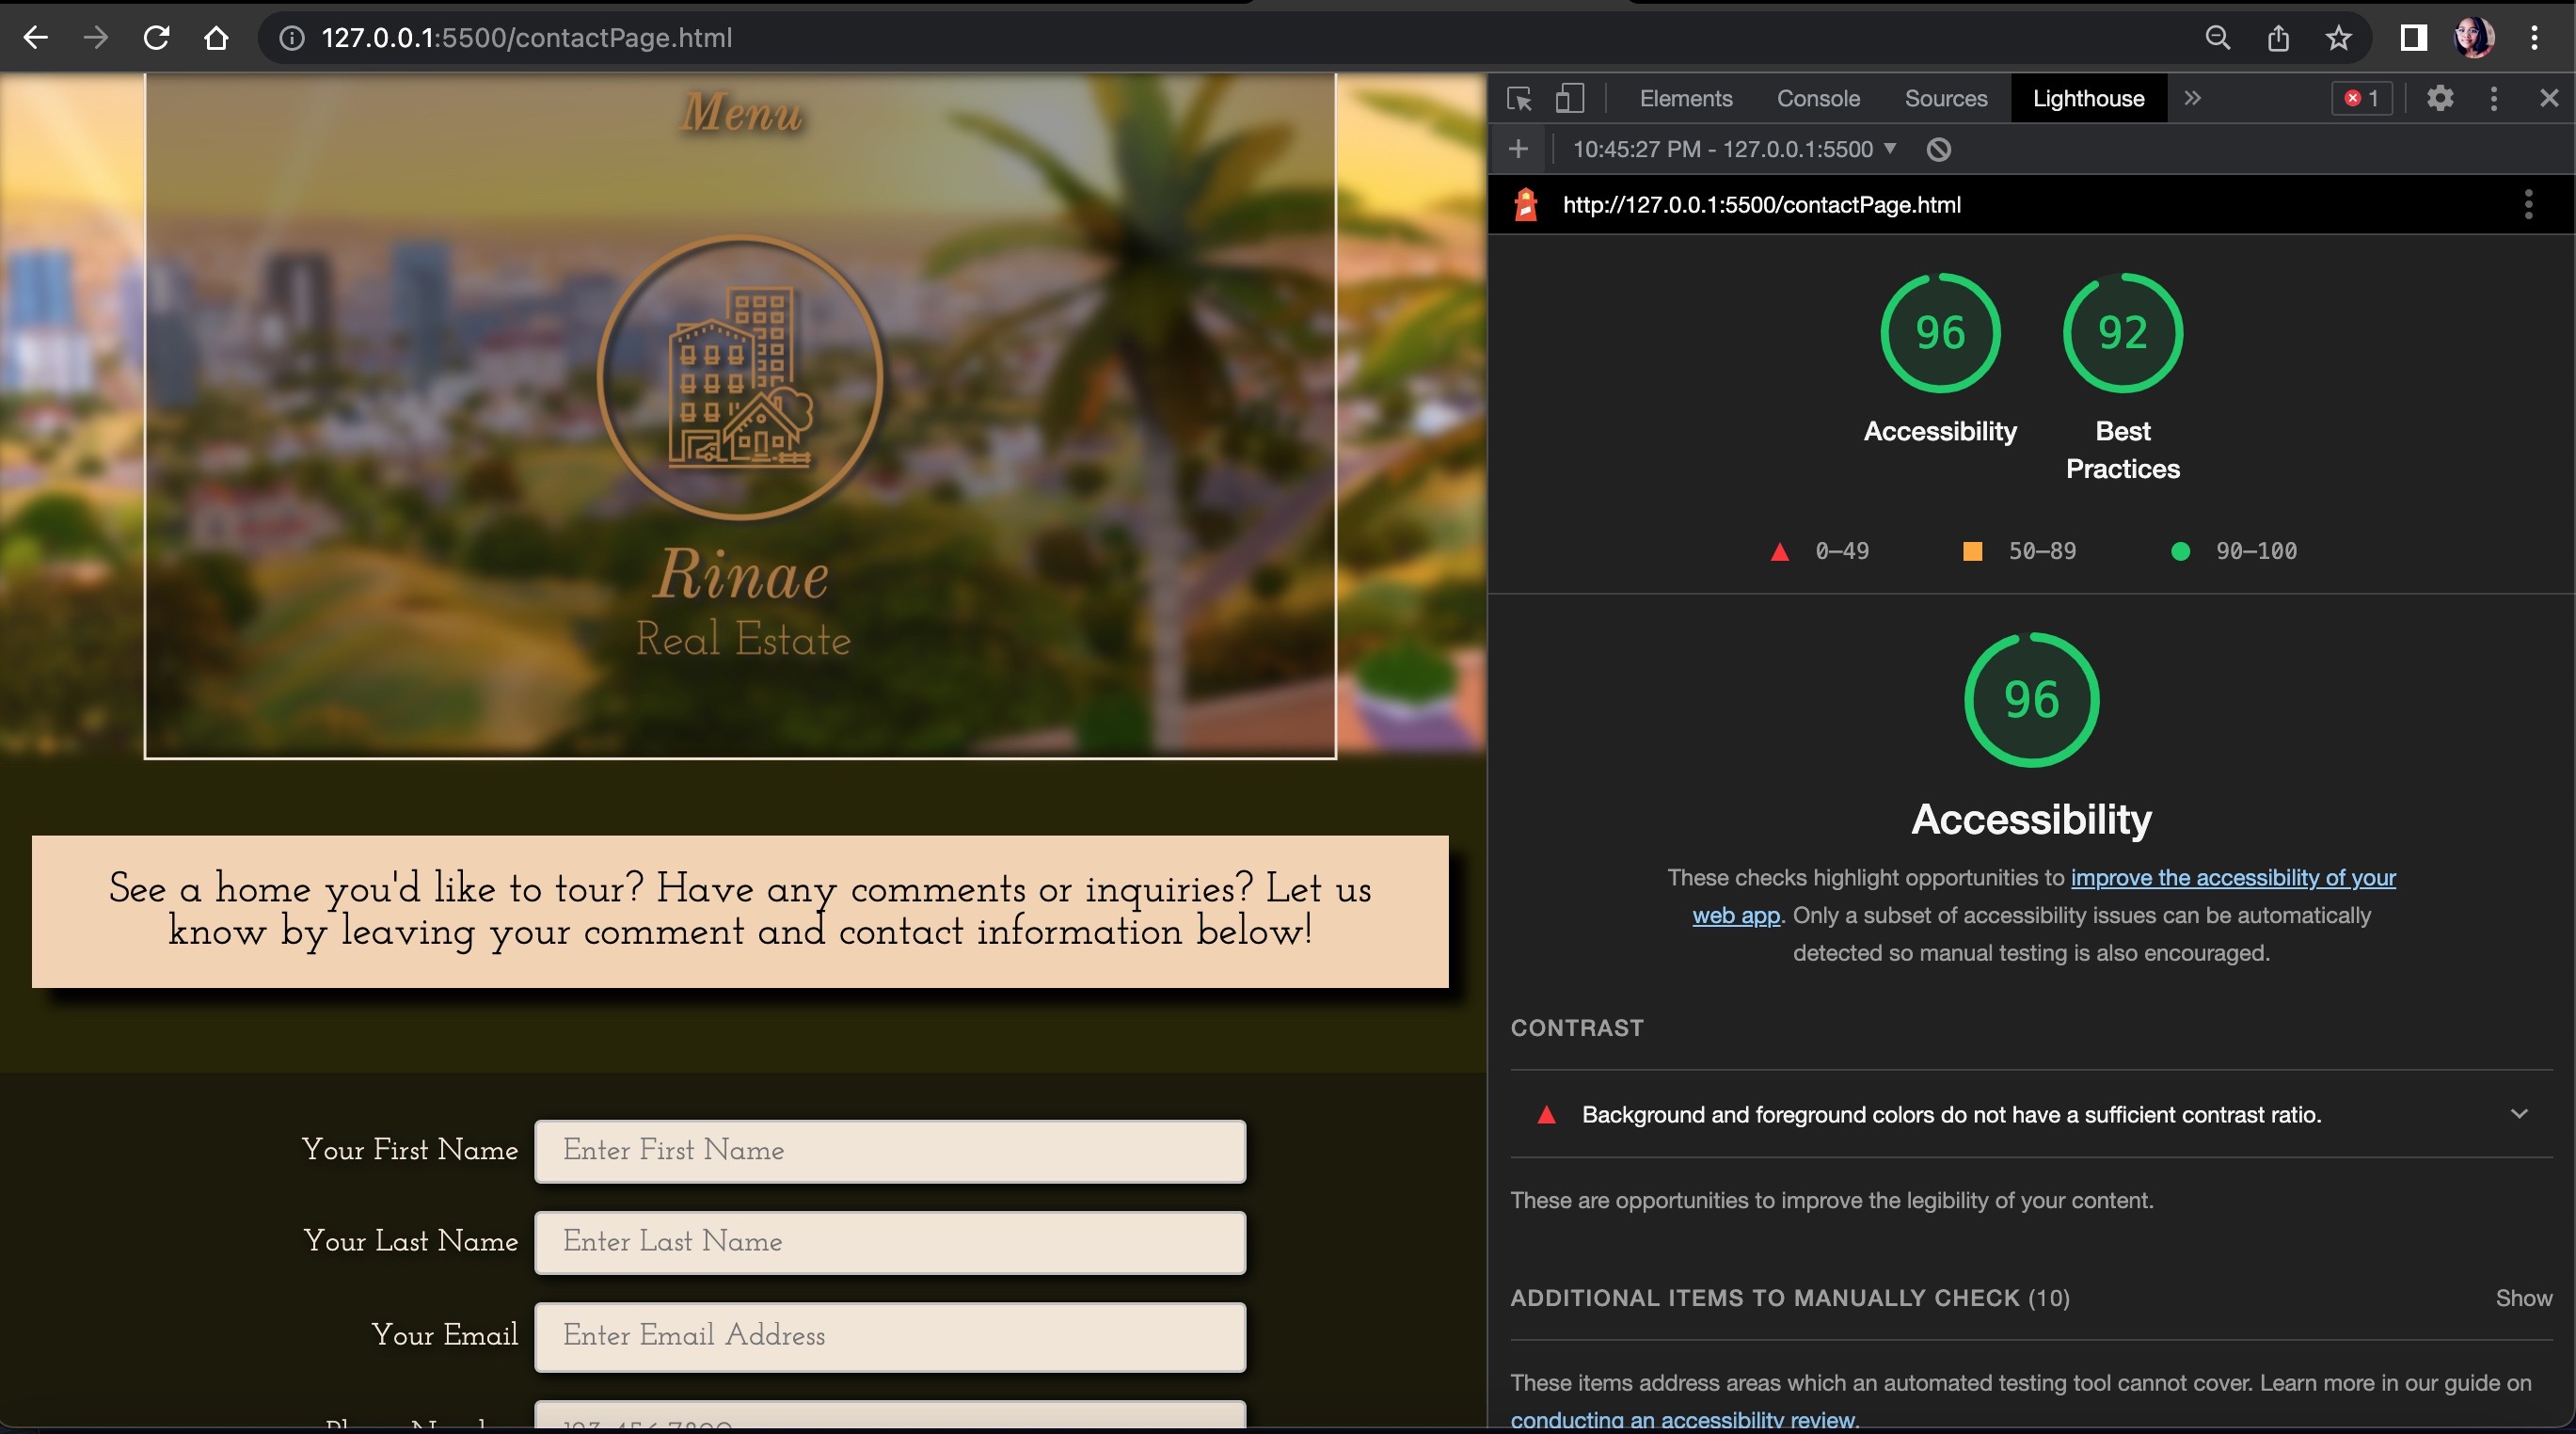 127.0.0.1:5500/contactPage.html
Menu
Rinae
Real Estate
See a home you'd like to tour? Have any comments or inquiries? Let us
know by leaving your comment and contact information below!
Your First Name
Enter First Name
Your Last Name
Enter Last Name
Your Email
Enter Email Address
Elements Console Sources Lighthouse 1
10:45:27 PM - 127.0.0.1:5500
http://127.0.0.1:5500/contactPage.html
96 92
Accessibility Best
Practices
0–49 50–89 90–100
96
Accessibility
These checks highlight opportunities to improve the accessibility of your
web app. Only a subset of accessibility issues can be automatically
detected so manual testing is also encouraged.
CONTRAST
Background and foreground colors do not have a sufficient contrast ratio.
These are opportunities to improve the legibility of your content.
ADDITIONAL ITEMS TO MANUALLY CHECK (10) Show
These items address areas which an automated testing tool cannot cover. Learn more in our guide on
conducting an accessibility review.